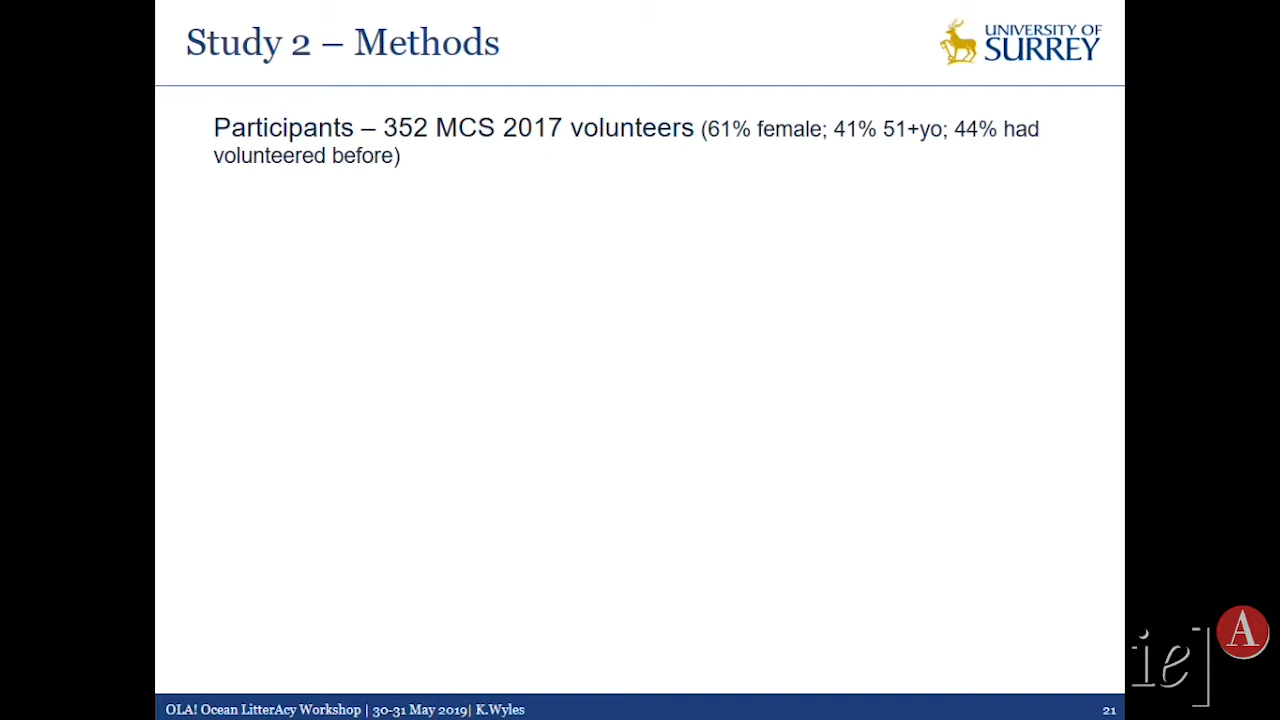 Study 2 – Methods
UNIVERSITY OF
SURREY
Participants – 352 MCS 2017 volunteers (61% female; 41% 51+yo; 44% had
volunteered before)
ie]
A
OLA! Ocean LitterAcy Workshop | 30-31 May 2019| K.Wyles
21